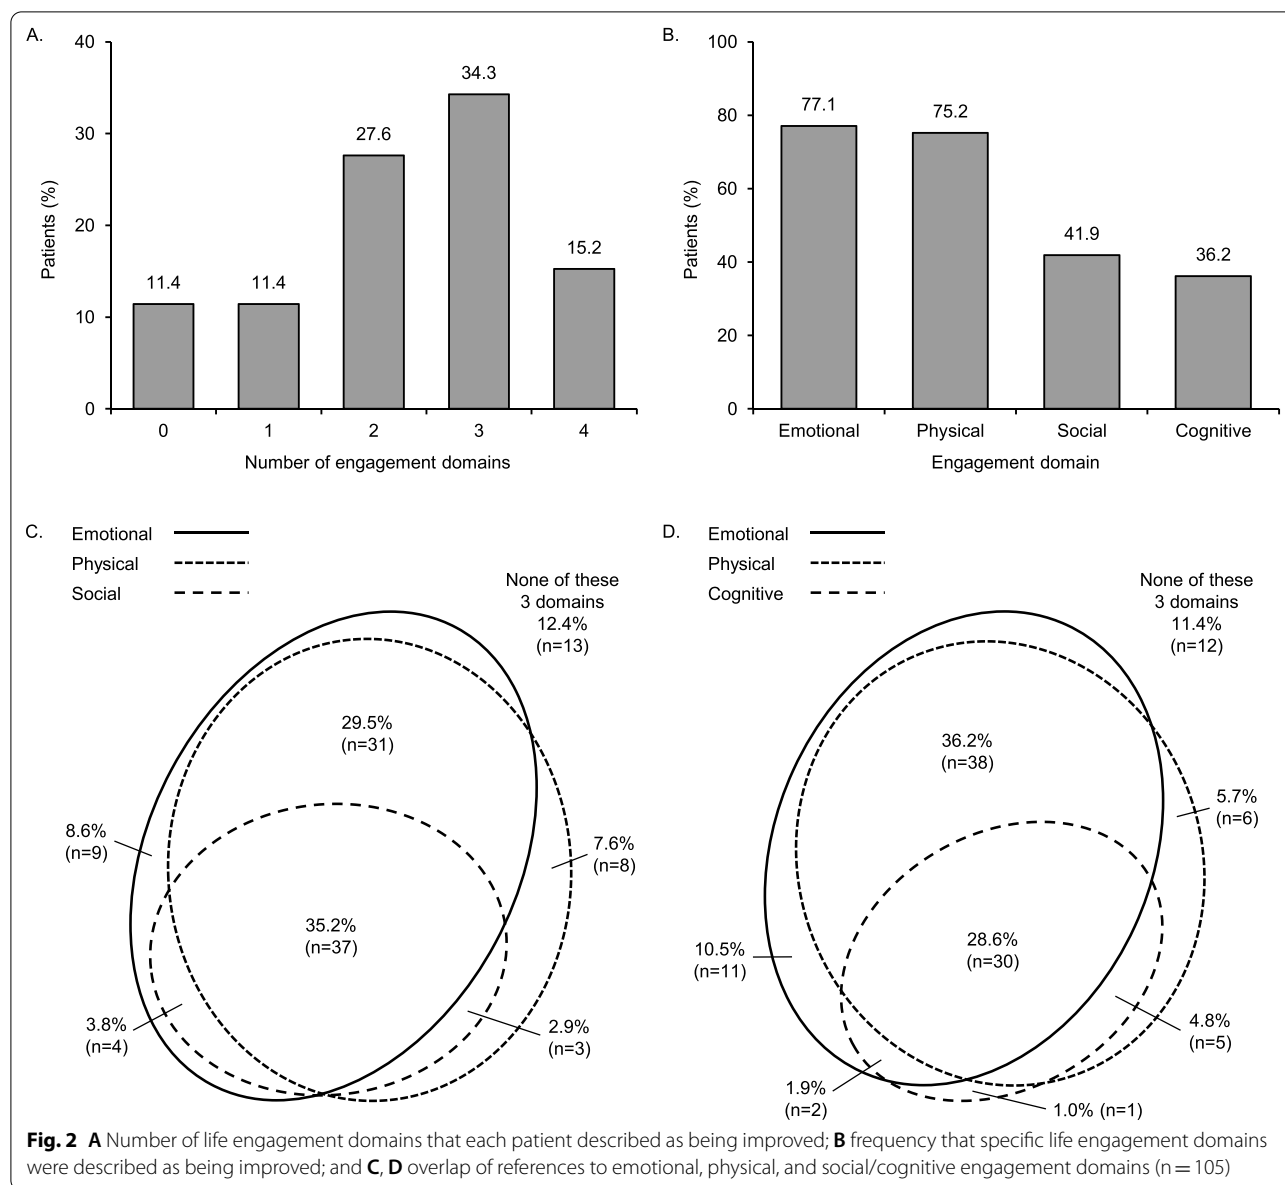 A.
Patients (%)
40
30
20
10
0
11.4
11.4
27.6
34.3
15.2
0 1 2 3 4
Number of engagement domains
B.
Patients (%)
100
80
60
40
20
0
77.1
75.2
41.9
36.2
Emotional Physical Social Cognitive
Engagement domain
C.
Emotional
Physical
Social
None of these
3 domains
12.4%
(n=13)
29.5%
(n=31)
8.6%
(n=9)
7.6%
(n=8)
35.2%
(n=37)
3.8%
(n=4)
2.9%
(n=3)
D.
Emotional
Physical
Cognitive
None of these
3 domains
11.4%
(n=12)
36.2%
(n=38)
5.7%
(n=6)
10.5%
(n=11)
28.6%
(n=30)
4.8%
(n=5)
1.9%
(n=2)
1.0% (n=1)
Fig. 2 A Number of life engagement domains that each patient described as being improved; B frequency that specific life engagement domains
were described as being improved; and C, D overlap of references to emotional, physical, and social/cognitive engagement domains (n = 105)